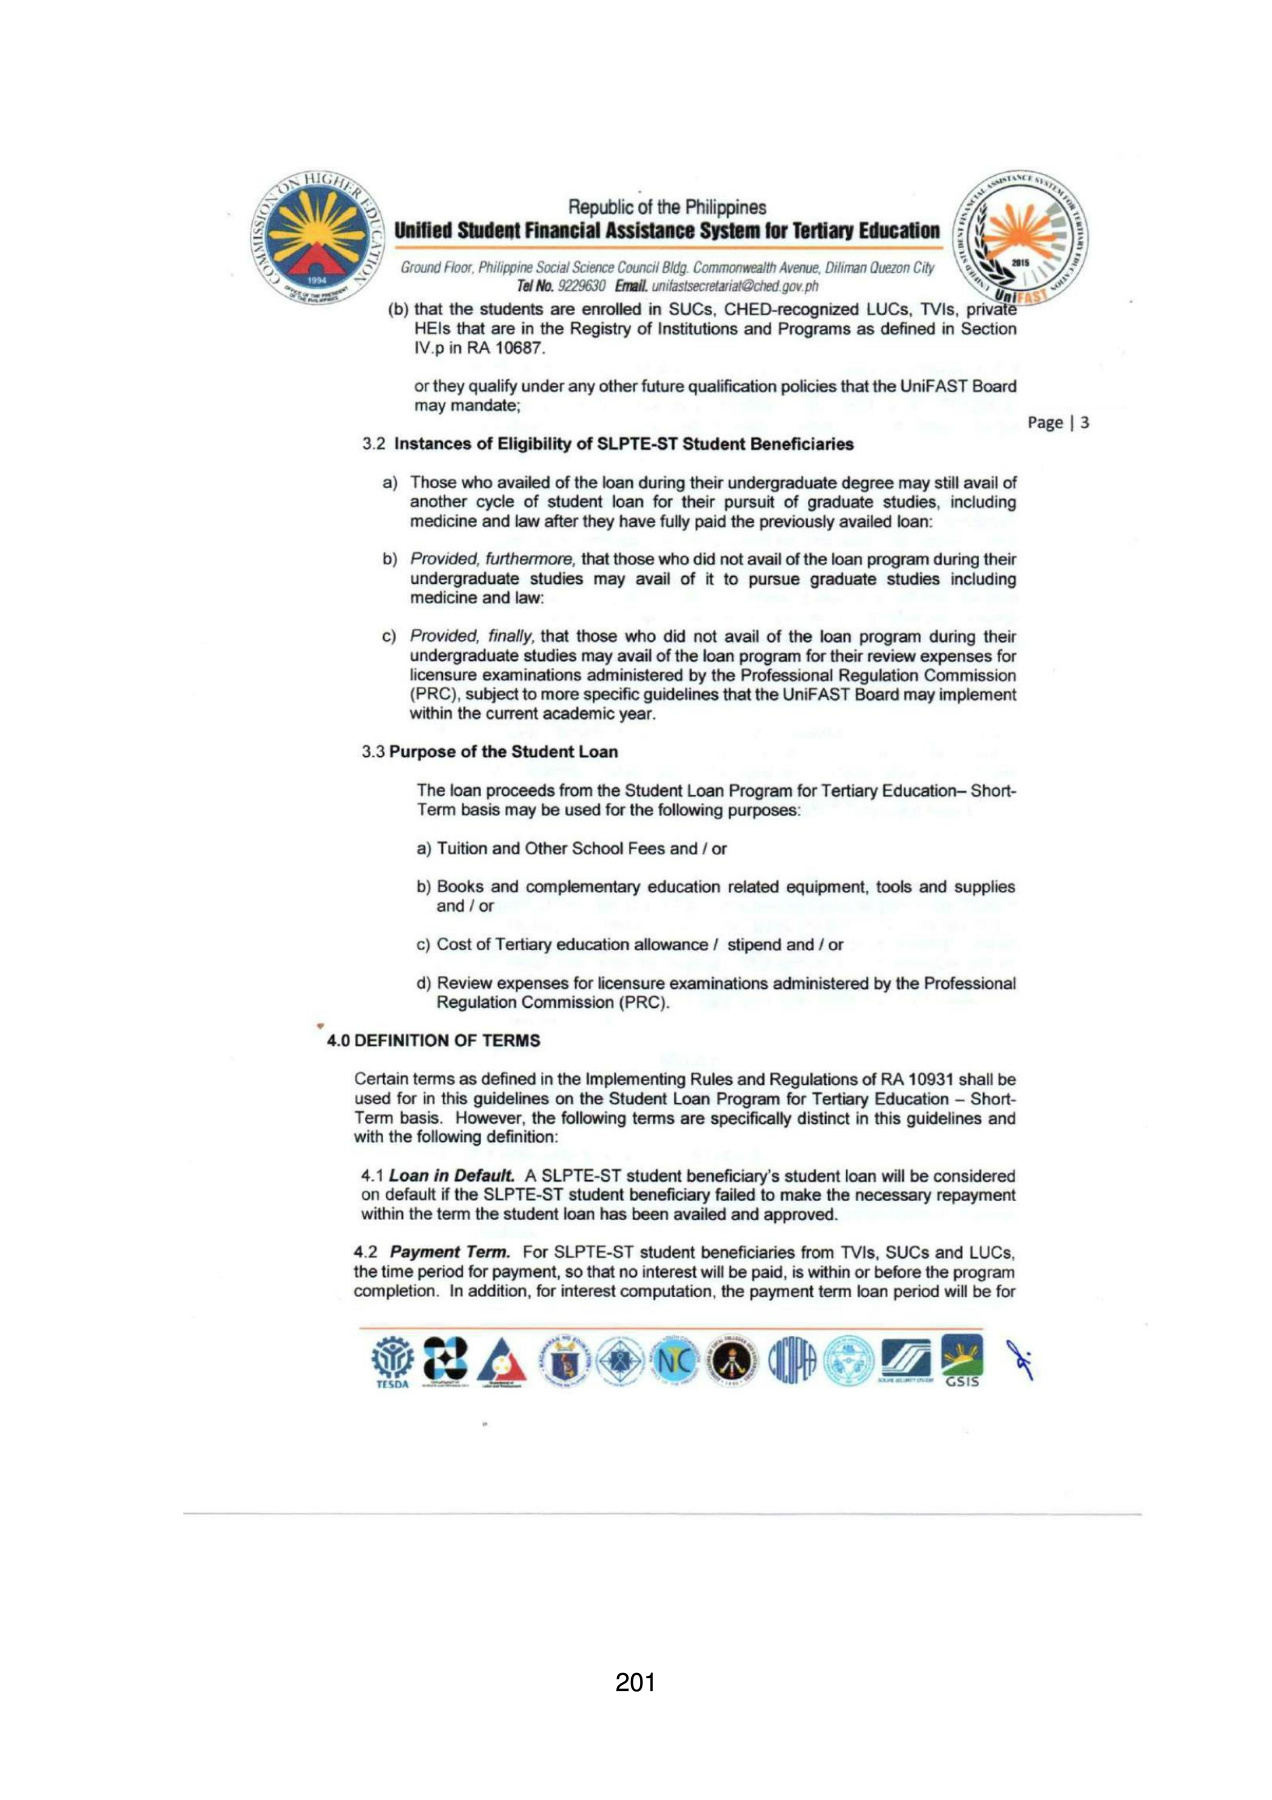 COMMISSION ON HIGHER EDUCATION
1994
OFFICE OF THE PRESIDENT
OF THE PHILIPPINES
Republic of the Philippines
Unified Student Financial Assistance System for Tertiary Education
Ground Floor, Philippine Social Science Council Bldg. Commonwealth Avenue, Diliman Quezon City
Tel No. 9229630 Email. unifastsecretariat@ched.gov.ph
UNIFIED STUDENT FINANCIAL ASSISTANCE SYSTEM FOR TERTIARY EDUCATION
2015
UniFAST
(b) that the students are enrolled in SUCs, CHED-recognized LUCs, TVIs, private
HEIs that are in the Registry of Institutions and Programs as defined in Section
IV.p in RA 10687.
or they qualify under any other future qualification policies that the UniFAST Board
may mandate;
Page | 3
3.2 Instances of Eligibility of SLPTE-ST Student Beneficiaries
a) Those who availed of the loan during their undergraduate degree may still avail of
another cycle of student loan for their pursuit of graduate studies, including
medicine and law after they have fully paid the previously availed loan:
b) Provided, furthermore, that those who did not avail of the loan program during their
undergraduate studies may avail of it to pursue graduate studies including
medicine and law:
c) Provided, finally, that those who did not avail of the loan program during their
undergraduate studies may avail of the loan program for their review expenses for
licensure examinations administered by the Professional Regulation Commission
(PRC), subject to more specific guidelines that the UniFAST Board may implement
within the current academic year.
3.3 Purpose of the Student Loan
The loan proceeds from the Student Loan Program for Tertiary Education– Short-
Term basis may be used for the following purposes:
a) Tuition and Other School Fees and / or
b) Books and complementary education related equipment, tools and supplies
and / or
c) Cost of Tertiary education allowance / stipend and / or
d) Review expenses for licensure examinations administered by the Professional
Regulation Commission (PRC).
4.0 DEFINITION OF TERMS
Certain terms as defined in the Implementing Rules and Regulations of RA 10931 shall be
used for in this guidelines on the Student Loan Program for Tertiary Education – Short-
Term basis. However, the following terms are specifically distinct in this guidelines and
with the following definition:
4.1 Loan in Default. A SLPTE-ST student beneficiary's student loan will be considered
on default if the SLPTE-ST student beneficiary failed to make the necessary repayment
within the term the student loan has been availed and approved.
4.2 Payment Term. For SLPTE-ST student beneficiaries from TVIs, SUCs and LUCs,
the time period for payment, so that no interest will be paid, is within or before the program
completion. In addition, for interest computation, the payment term loan period will be for
TESDA
NC
COCOPEA
GSIS
201